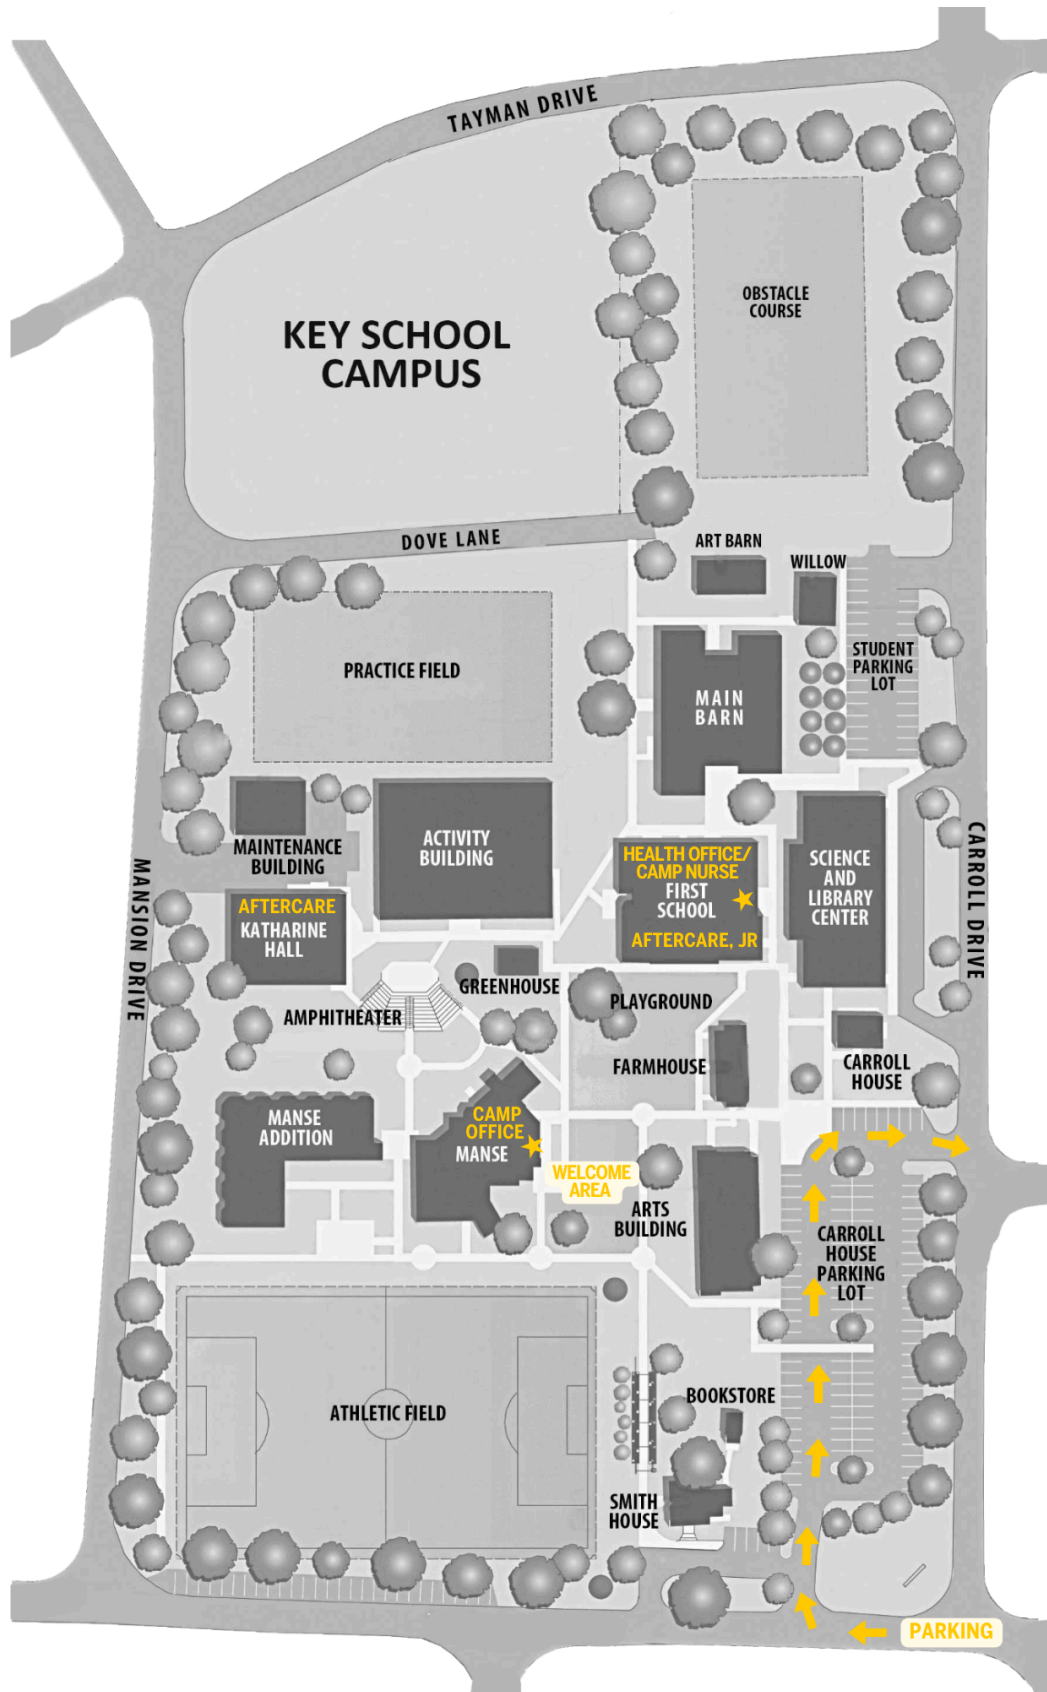 TAYMAN DRIVE
OBSTACLE
COURSE
KEY SCHOOL
CAMPUS
DOVE LANE
ART BARN
WILLOW
STUDENT
PARKING
LOT
PRACTICE FIELD
MAIN
BARN
MAINTENANCE
BUILDING
ACTIVITY
BUILDING
HEALTH OFFICE/
CAMP NURSE
FIRST
SCHOOL
AFTERCARE, JR
SCIENCE
AND
LIBRARY
CENTER
CARROLL DRIVE
MANSION DRIVE
AFTERCARE
KATHARINE
HALL
GREENHOUSE
AMPHITHEATER
PLAYGROUND
FARMHOUSE
CARROLL
HOUSE
MANSE
ADDITION
CAMP
OFFICE
MANSE
WELCOME
AREA
ARTS
BUILDING
CARROLL
HOUSE
PARKING
LOT
ATHLETIC FIELD
BOOKSTORE
SMITH
HOUSE
PARKING